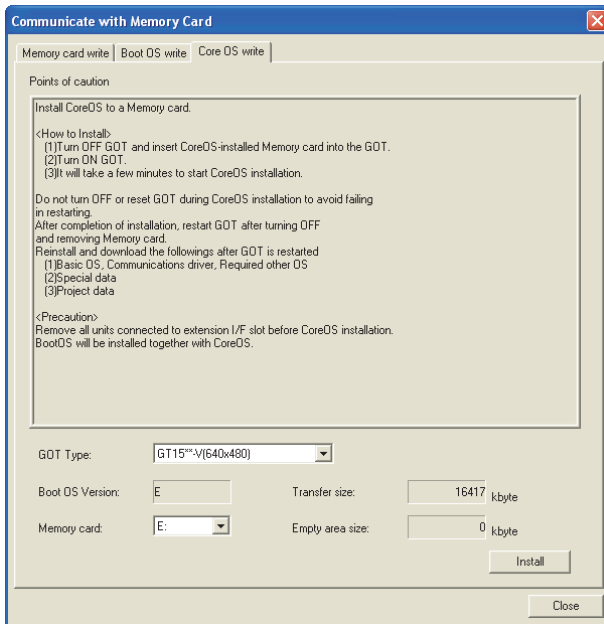 Communicate with Memory Card
Memory card write Boot OS write Core OS write
Points of caution
Install CoreOS to a Memory card.
<How to Install>
(1)Turn OFF GOT and insert CoreOS-installed Memory card into the GOT.
(2)Turn ON GOT.
(3)It will take a few minutes to start CoreOS installation.
Do not turn OFF or reset GOT during CoreOS installation to avoid failing
in restarting.
After completion of installation, restart GOT after turning OFF
and removing Memory card.
Reinstall and download the followings after GOT is restarted
(1)Basic OS, Communications driver, Required other OS
(2)Special data
(3)Project data
<Precaution>
Remove all units connected to extension I/F slot before CoreOS installation.
BootOS will be installed together with CoreOS.
GOT Type: GT15**-V(640x480)
Boot OS Version: E Transfer size: 16417 kbyte
Memory card: E: Empty area size: 0 kbyte
Install
Close